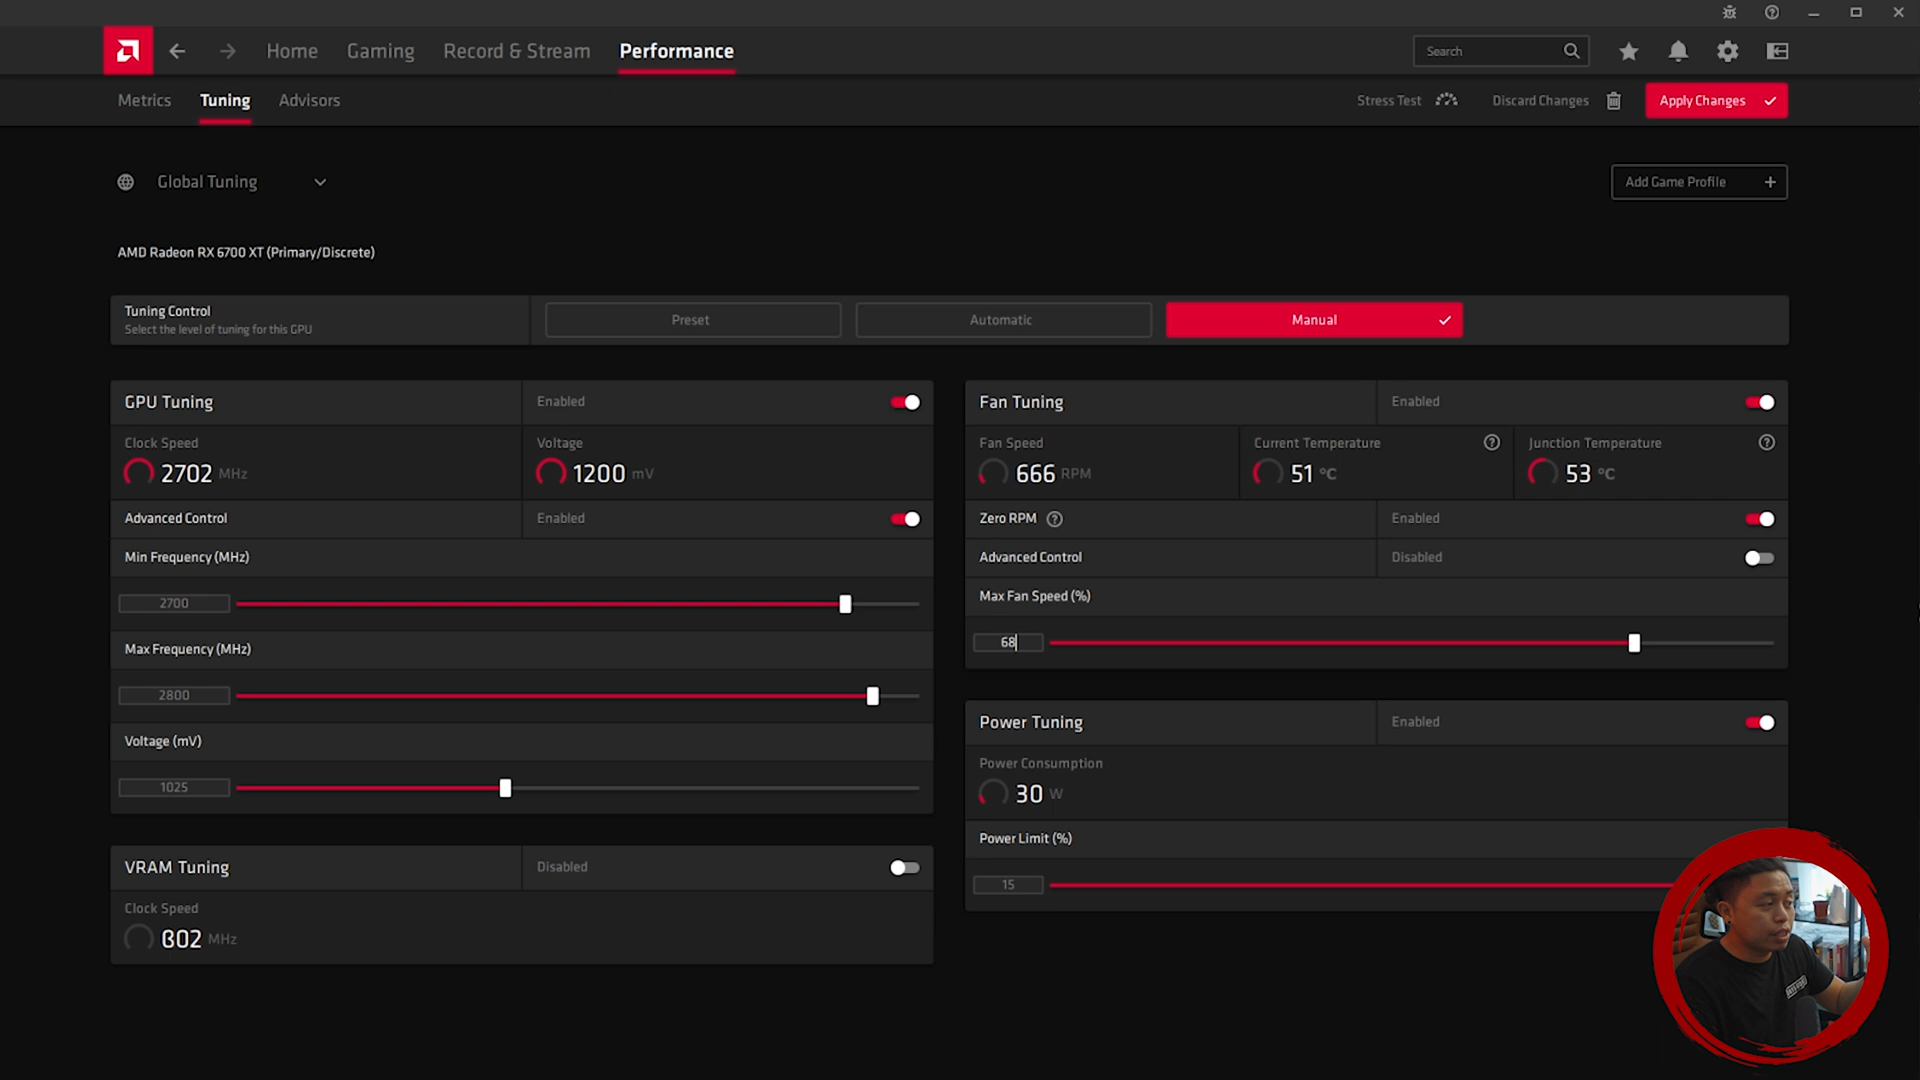 Home Gaming Record & Stream Performance Search
Metrics Tuning Advisors Stress Test Discard Changes Apply Changes
Global Tuning Add Game Profile
AMD Radeon RX 6700 XT (Primary/Discrete)
Tuning Control
Select the level of tuning for this GPU
Preset Automatic Manual
GPU Tuning Enabled
Clock Speed Voltage
2702 MHz 1200 mV
Advanced Control Enabled
Min Frequency (MHz)
2700
Max Frequency (MHz)
2800
Voltage (mV)
1025
VRAM Tuning Disabled
Clock Speed
802 MHz
Fan Tuning Enabled
Fan Speed Current Temperature Junction Temperature
666 RPM 51 °C 53 °C
Zero RPM Enabled
Advanced Control Disabled
Max Fan Speed (%)
68
Power Tuning Enabled
Power Consumption
30 W
Power Limit (%)
15